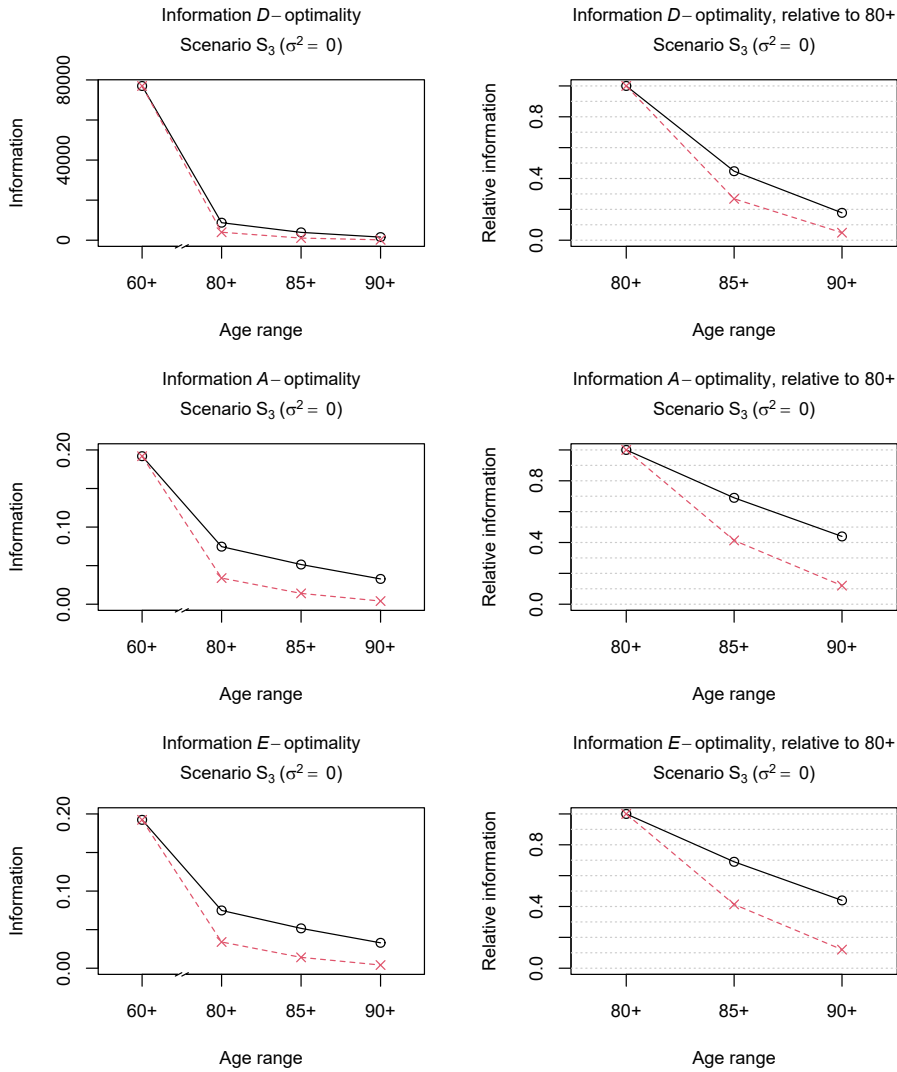 Information D−optimality
Scenario S₃ (σ² = 0)
Information
80000
40000
0
60+ 80+ 85+ 90+
Age range
Information D−optimality, relative to 80+
Scenario S₃ (σ² = 0)
Relative information
0.8
0.4
0.0
80+ 85+ 90+
Age range
Information A−optimality
Scenario S₃ (σ² = 0)
Information
0.20
0.10
0.00
60+ 80+ 85+ 90+
Age range
Information A−optimality, relative to 80+
Scenario S₃ (σ² = 0)
Relative information
0.8
0.4
0.0
80+ 85+ 90+
Age range
Information E−optimality
Scenario S₃ (σ² = 0)
Information
0.20
0.10
0.00
60+ 80+ 85+ 90+
Age range
Information E−optimality, relative to 80+
Scenario S₃ (σ² = 0)
Relative information
0.8
0.4
0.0
80+ 85+ 90+
Age range